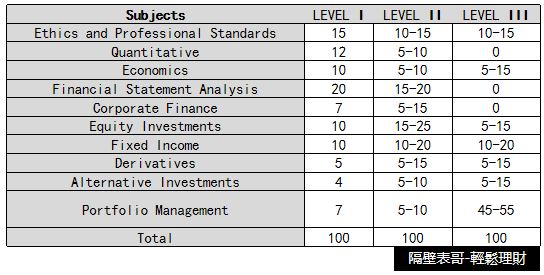 Subjects LEVEL I LEVEL II LEVEL III
Ethics and Professional Standards 15 10-15 10-15
Quantitative 12 5-10 0
Economics 10 5-10 5-15
Financial Statement Analysis 20 15-20 0
Corporate Finance 7 5-15 0
Equity Investments 10 15-25 5-15
Fixed Income 10 10-20 10-20
Derivatives 5 5-15 5-15
Alternative Investments 4 5-10 5-15
Portfolio Management 7 5-10 45-55
Total 100 100 100
隔壁表哥-輕鬆理財